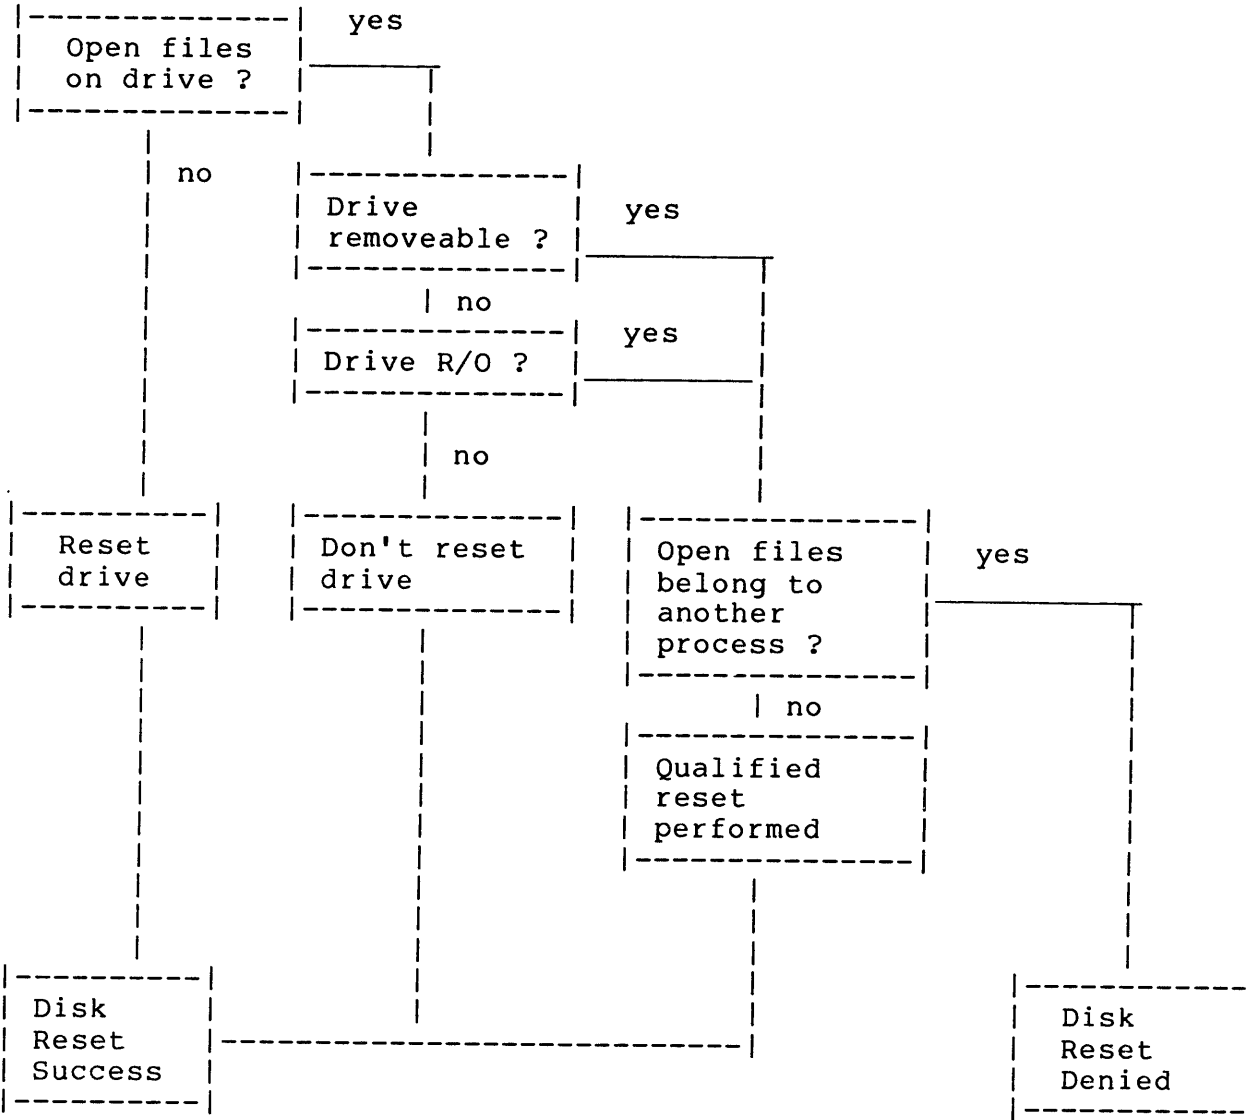 yes
Open files
on drive ?
no
Drive
removeable ?
yes
no
Drive R/O ?
yes
no
Reset
drive
Don't reset
drive
Open files
belong to
another
process ?
yes
no
Qualified
reset
performed
Disk
Reset
Success
Disk
Reset
Denied